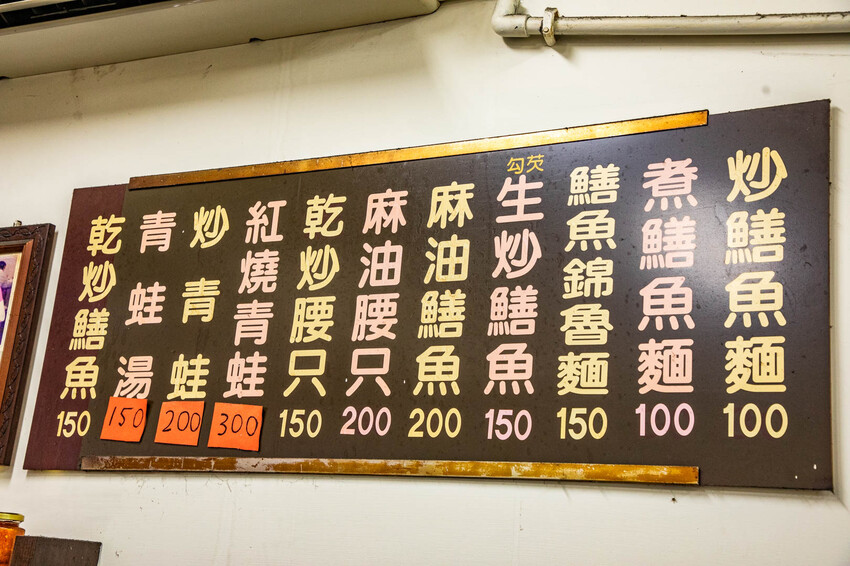 炒鱔魚麵 100
煮鱔魚麵 100
鱔魚錦魯麵 150
勾芡
生炒鱔魚 150
麻油鱔魚 200
麻油腰只 200
乾炒腰只 150
紅燒青蛙 300
炒青蛙 200
青蛙湯 150
乾炒鱔魚 150